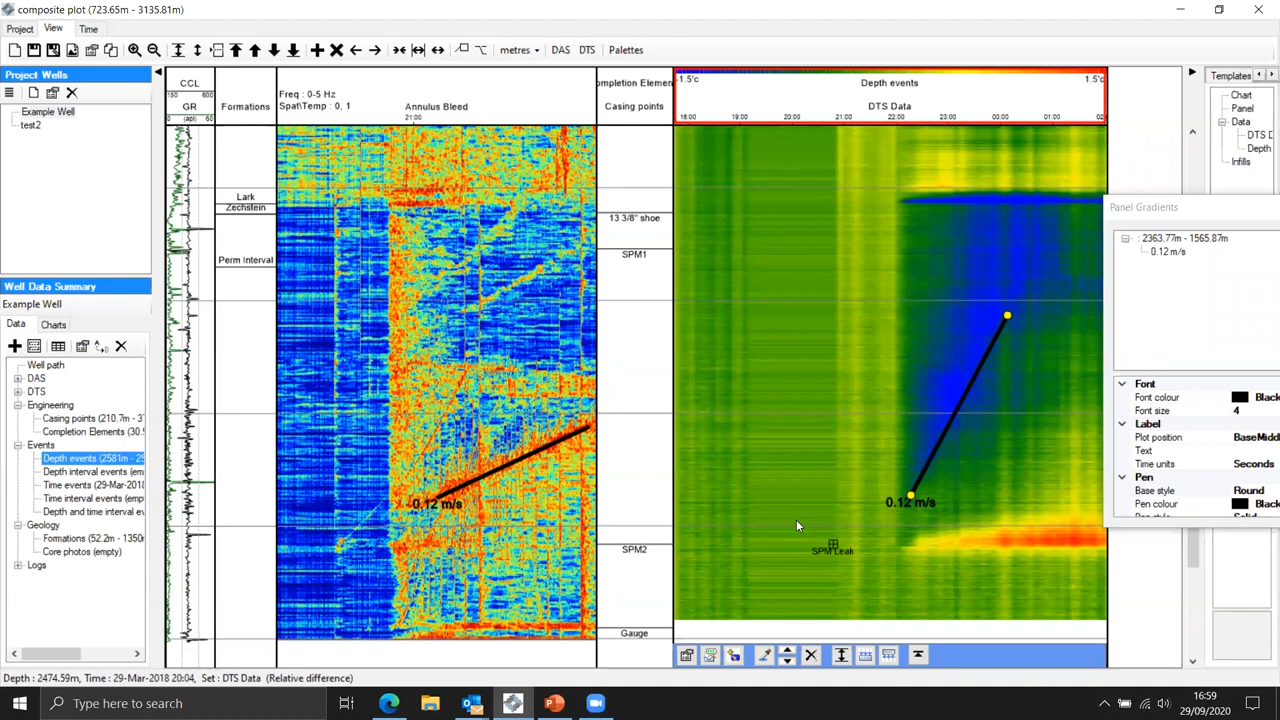 composite plot (723.65m - 3135.81m)
Project View Time
metres DAS DTS Palettes
Project Wells
Example Well
test2
Well Data Summary
Example Well
Data Charts
Well path
DAS
DTS
Engineering
Casing points (210.7m - 3
Completion Elements (30.5
Events
Depth events (2581m - 25
Depth interval events (em
Time events (29-Mar-2018
Time interval events (empty
Depth and time interval e
Geology
Formations (52.2m - 1350
Core photos (empty)
Logs
CCL
180 600
GR
0 (api) 60
Formations
Lark
Zechstein
Perm Interval
Freq : 0-5 Hz
Spat\Temp : 0, 1
Annulus Bleed
21:00
0.12 m/s
ompletion Elemen
Casing points
13 3/8" shoe
SPM1
SPM2
Gauge
-1.5'c 1.5'c
Depth events
DTS Data
18:00 19:00 20:00 21:00 22:00 23:00 00:00 01:00 02
0.12 m/s
SPM Leak
Templates
Chart
Panel
Data
DTS D
Depth
Infills
Panel Gradients
: 2363.77m - 1565.87m
0.12 m/s
Font
Font colour Black
Font size 4
Label
Plot position BaseMidd
Text
Time units Seconds
Pen
Base style Round
Pen colour Black
Depth : 2474.59m, Time : 29-Mar-2018 20:04, Set : DTS Data (Relative difference)
Type here to search
16:59
29/09/2020